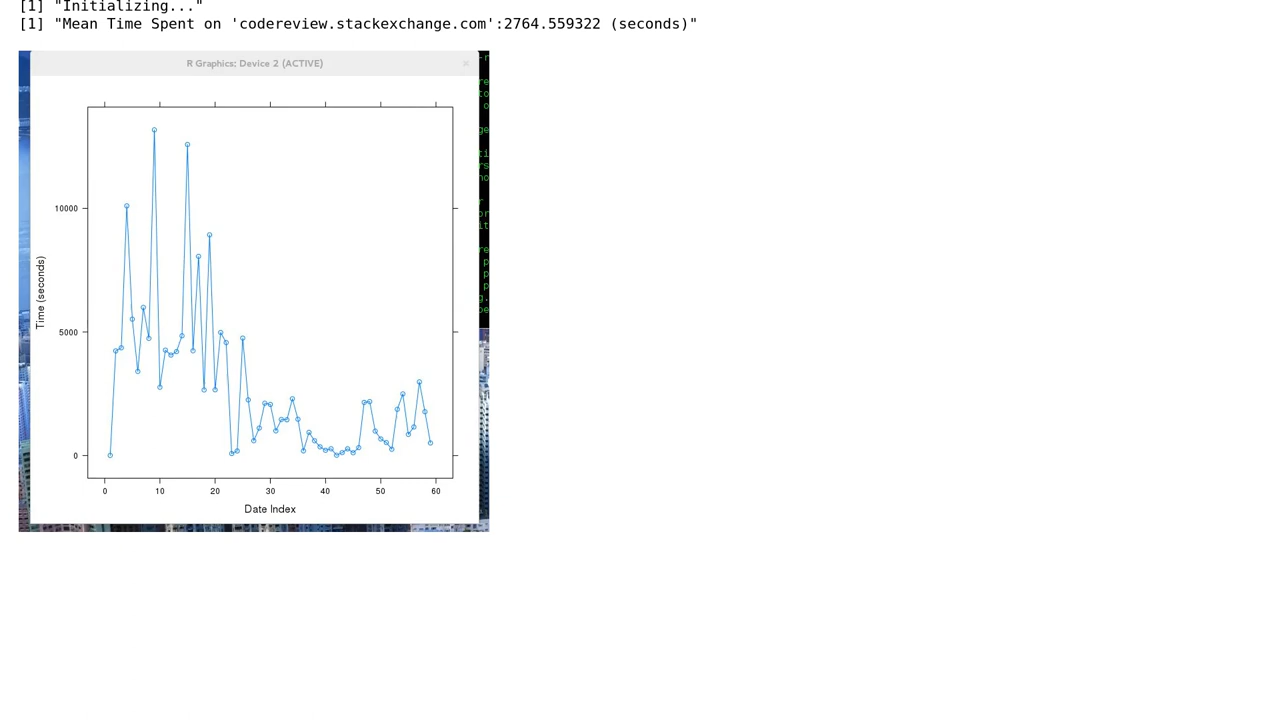 [1] "Initializing..."
[1] "Mean Time Spent on 'codereview.stackexchange.com':2764.559322 (seconds)"
R Graphics: Device 2 (ACTIVE)
10000
5000
0
Time (seconds)
0 10 20 30 40 50 60
Date Index